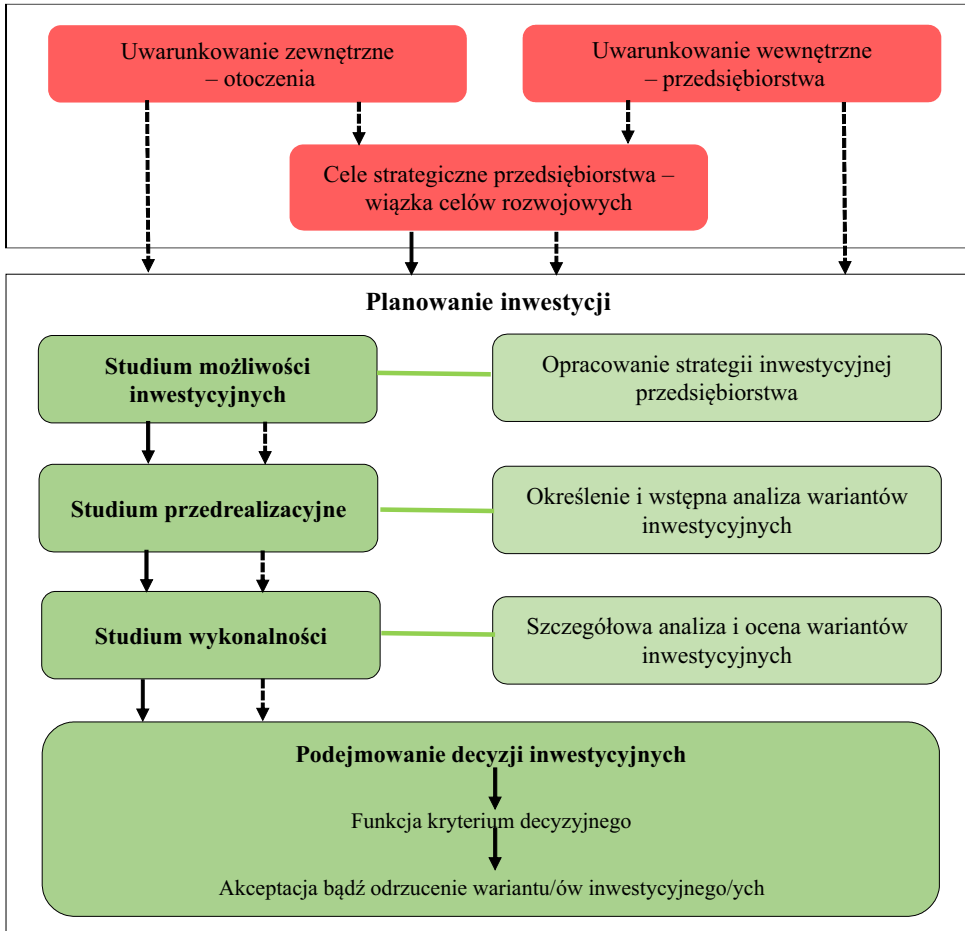 Uwarunkowanie zewnętrzne
– otoczenia
Uwarunkowanie wewnętrzne
– przedsiębiorstwa
Cele strategiczne przedsiębiorstwa –
wiązka celów rozwojowych
Planowanie inwestycji
Studium możliwości
inwestycyjnych
Opracowanie strategii inwestycyjnej
przedsiębiorstwa
Studium przedrealizacyjne
Określenie i wstępna analiza wariantów
inwestycyjnych
Studium wykonalności
Szczegółowa analiza i ocena wariantów
inwestycyjnych
Podejmowanie decyzji inwestycyjnych
Funkcja kryterium decyzyjnego
Akceptacja bądź odrzucenie wariantu/ów inwestycyjnego/ych